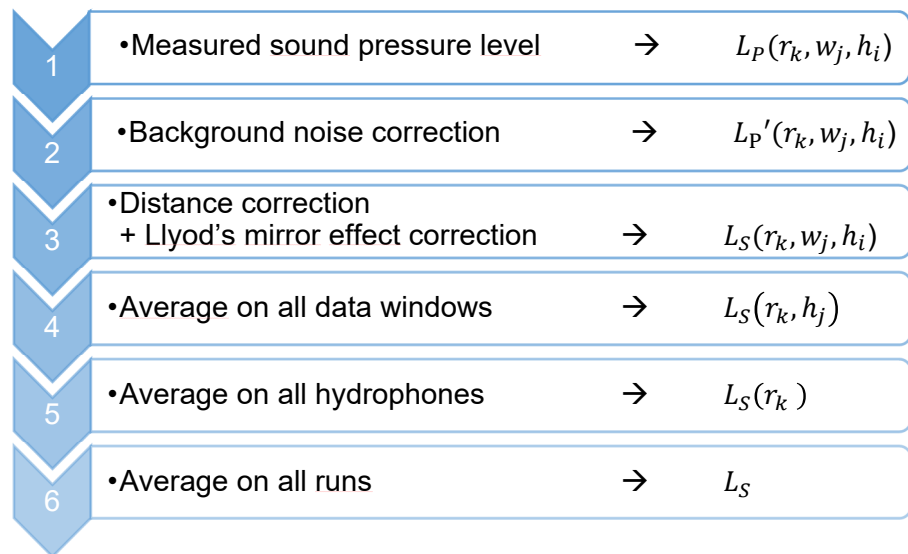 1 •Measured sound pressure level → L_P(r_k, w_j, h_i)
2 •Background noise correction → L_P′(r_k, w_j, h_i)
3 •Distance correction
+ Llyod's mirror effect correction → L_S(r_k, w_j, h_i)
4 •Average on all data windows → L_S(r_k, h_j)
5 •Average on all hydrophones → L_S(r_k )
6 •Average on all runs → L_S